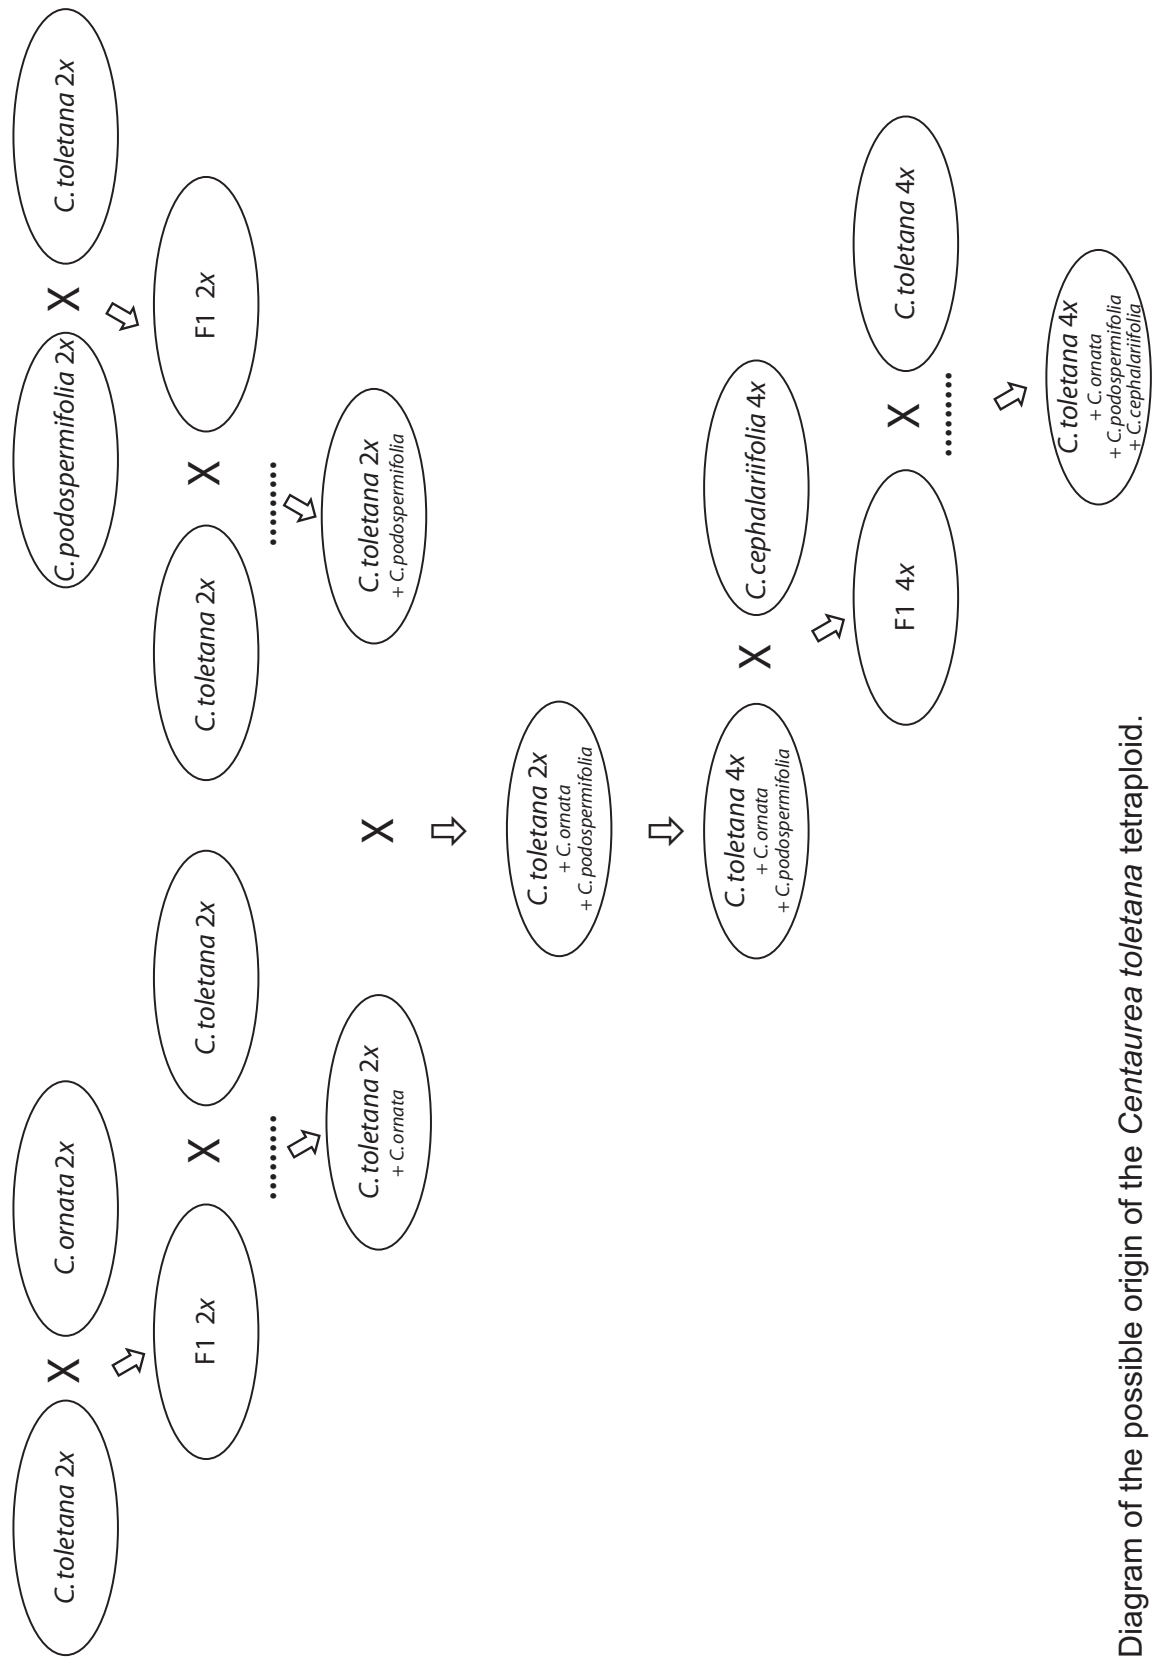 C.toletana 2x
X
C.ornata 2x
C.podospermifolia 2x
X
C.toletana 2x
F1 2x
X
C.toletana 2x
C.toletana 2x
X
F1 2x
C.toletana 2x
+ C.ornata
X
C.toletana 2x
+ C.podospermifolia
C.toletana 2x
+ C.ornata
+ C.podospermifolia
C.toletana 4x
+ C.ornata
+ C.podospermifolia
X
C.cephalariifolia 4x
F1 4x
X
C.toletana 4x
C.toletana 4x
+ C.ornata
+ C.podospermifolia
+ C.cephalariifolia
Diagram of the possible origin of the Centaurea toletana tetraploid.